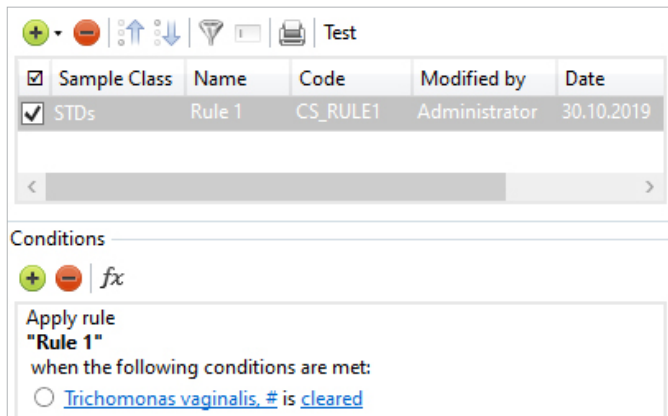 Test
Sample Class Name Code Modified by Date
STDs Rule 1 CS_RULE1 Administrator 30.10.2019
Conditions
fx
Apply rule
"Rule 1"
when the following conditions are met:
Trichomonas vaginalis, # is cleared